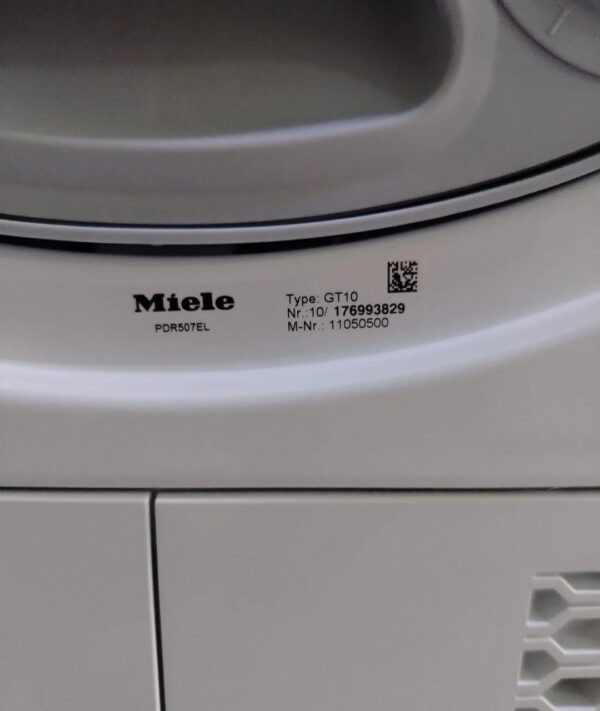 Miele
PDR507EL
Type: GT10
Nr.:10/ 176993829
M-Nr.: 11050500